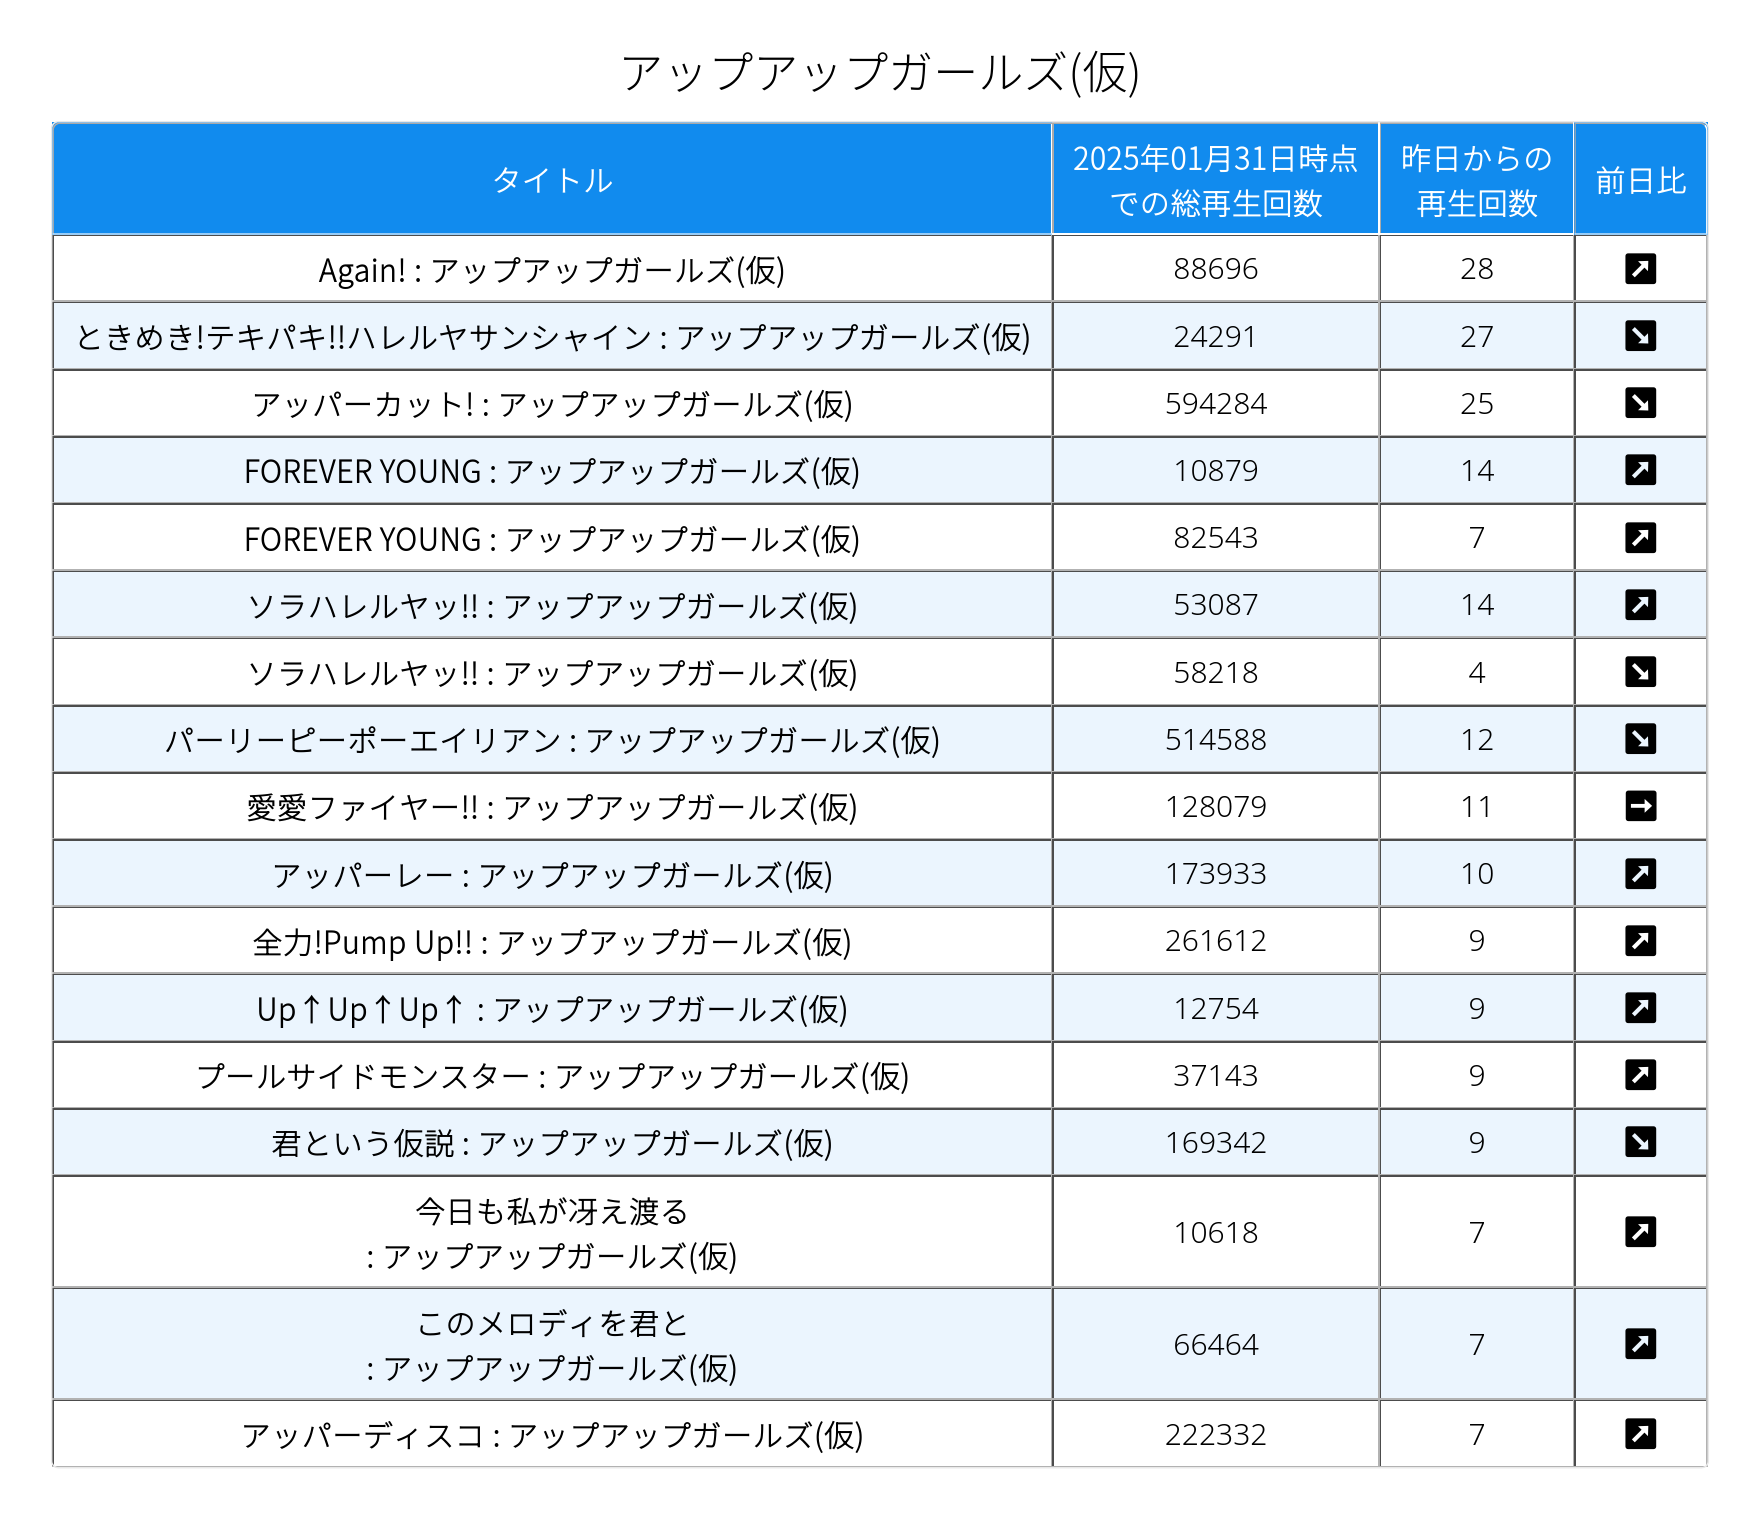 アップアップガールズ(仮)
タイトル
2025年01月31日時点
での総再生回数
昨日からの
再生回数
前日比
Again! : アップアップガールズ(仮) 88696 28 ↗
ときめき!テキパキ!!ハレルヤサンシャイン : アップアップガールズ(仮) 24291 27 ↘
アッパーカット! : アップアップガールズ(仮) 594284 25 ↘
FOREVER YOUNG : アップアップガールズ(仮) 10879 14 ↗
FOREVER YOUNG : アップアップガールズ(仮) 82543 7 ↗
ソラハレルヤッ!! : アップアップガールズ(仮) 53087 14 ↗
ソラハレルヤッ!! : アップアップガールズ(仮) 58218 4 ↘
パーリーピーポーエイリアン : アップアップガールズ(仮) 514588 12 ↘
愛愛ファイヤー!! : アップアップガールズ(仮) 128079 11 →
アッパーレー : アップアップガールズ(仮) 173933 10 ↗
全力!Pump Up!! : アップアップガールズ(仮) 261612 9 ↗
Up↑Up↑Up↑ : アップアップガールズ(仮) 12754 9 ↗
プールサイドモンスター : アップアップガールズ(仮) 37143 9 ↗
君という仮説 : アップアップガールズ(仮) 169342 9 ↘
今日も私が冴え渡る
: アップアップガールズ(仮) 10618 7 ↗
このメロディを君と
: アップアップガールズ(仮) 66464 7 ↗
アッパーディスコ : アップアップガールズ(仮) 222332 7 ↗